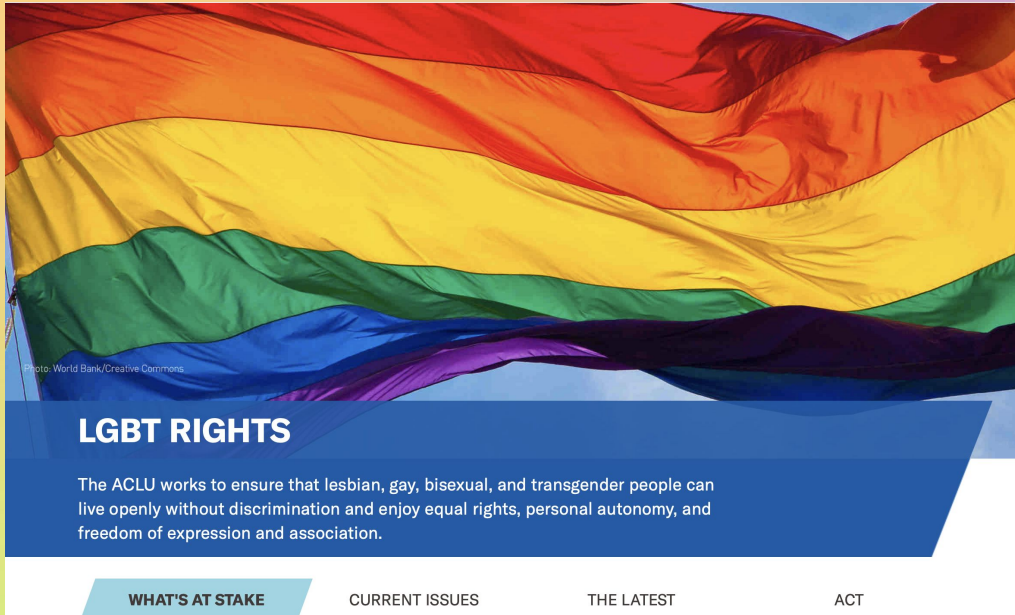 Photo: World Bank/Creative Commons
LGBT RIGHTS
The ACLU works to ensure that lesbian, gay, bisexual, and transgender people can
live openly without discrimination and enjoy equal rights, personal autonomy, and
freedom of expression and association.
WHAT'S AT STAKE CURRENT ISSUES THE LATEST ACT